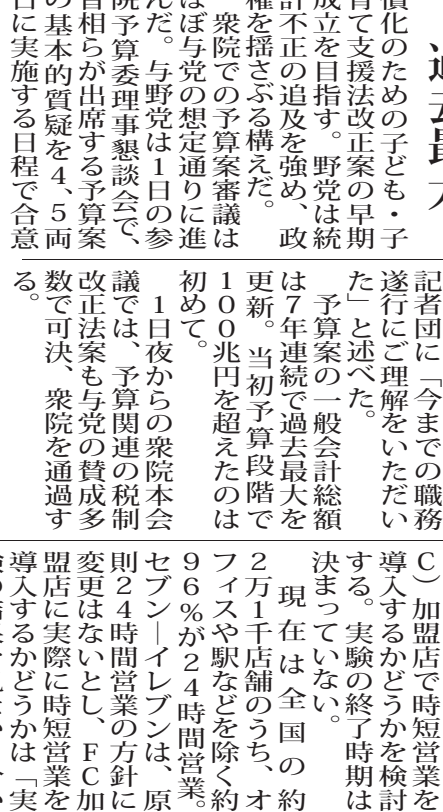 過去最大
償化のための子ども・子
育て支援法改正案の早期
成立を目指す。野党は統
計不正の追及を強め、政
権を揺さぶる構えだ。
衆院での予算案審議は
ほぼ与党の想定通りに進
んだ。与野党は1日の参
院予算委理事懇談会で、
首相らが出席する予算案
の基本的質疑を4、5両
日に実施する日程で合意
記者団に「今までの職務
遂行にご理解をいただい
た」と述べた。
予算案の一般会計総額
は7年連続で過去最大を
更新。当初予算段階で
100兆円を超えたのは
初めて。
1日夜からの衆院本会
議では、予算関連の税制
改正法案も与党の賛成多
数で可決、衆院を通過す
る。
C）加盟店で時短営業を
導入するかどうかを検討
する。実験の終了時期は
決まっていない。
現在は全国の約
2万1千店舗のうち、オ
フィスや駅などを除く約
96％が24時間営業。
セブン―イレブンは、原
則24時間営業の方針に
変更はないとし、FC加
盟店に実際に時短営業を
導入するかどうかは「実